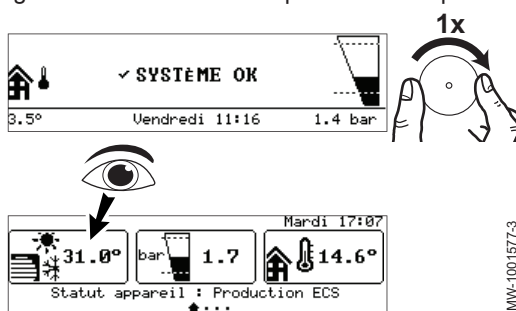 1x
✓ SYSTÈME OK
3.5° Vendredi 11:16 1.4 bar
Mardi 17:07
31.0° bar 1.7 14.6°
Statut appareil : Production ECS
MW-1001577-3